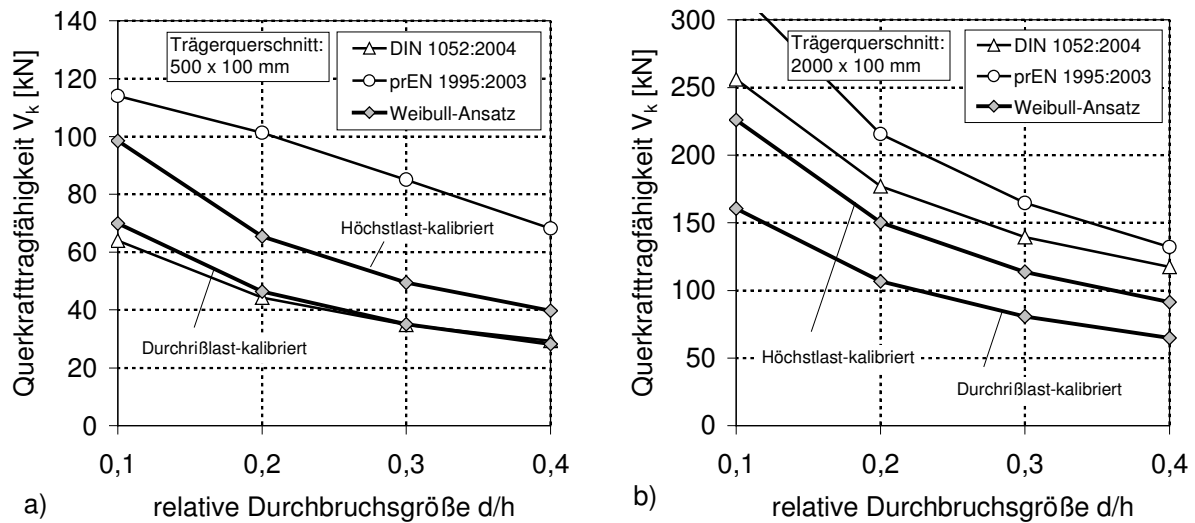 Querkrafttragfähigkeit V_k [kN]
140
120
100
80
60
40
20
0
Trägerquerschnitt:
500 x 100 mm
DIN 1052:2004
prEN 1995:2003
Weibull-Ansatz
Höchstlast-kalibriert
Durchrißlast-kalibriert
0,1 0,2 0,3 0,4
a) relative Durchbruchsgröße d/h
Querkrafttragfähigkeit V_k [kN]
300
250
200
150
100
50
0
Trägerquerschnitt:
2000 x 100 mm
DIN 1052:2004
prEN 1995:2003
Weibull-Ansatz
Höchstlast-kalibriert
Durchrißlast-kalibriert
0,1 0,2 0,3 0,4
b) relative Durchbruchsgröße d/h